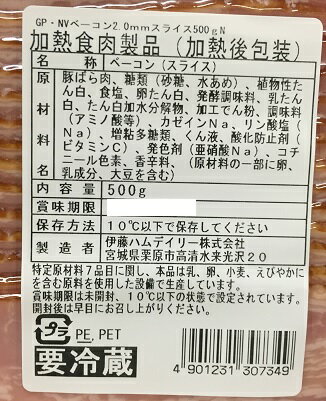 GP・NVベーコン2.0mmスライス500gN
加熱食肉製品（加熱後包装）
名称 ベーコン（スライス）
原材料名 豚ばら肉、糖類（砂糖、水あめ）、植物性た
ん白、食塩、卵たん白、発酵調味料、乳たん
白、たん白加水分解物、加工でん粉、調味料
（アミノ酸等）、カゼインNa、リン酸塩（
Na）、増粘多糖類、くん液、酸化防止剤（
ビタミンC）、発色剤（亜硝酸Na）、コチ
ニール色素、香辛料、（原材料の一部に卵、
乳成分、大豆を含む）
内容量 500g
賞味期限
保存方法 10℃以下で保存してください
製造者 伊藤ハムデイリー株式会社
宮城県栗原市高清水来光沢20
特定原材料7品目に関し、本品は乳、卵、小麦、えびやかに
を含む原料を使用した設備で生産しています。
賞味期限は未開封、10℃以下の状態で設定されています。
開封後は早目にお召し上がりください。
プラ PE, PET
要冷蔵
4 901231 307349